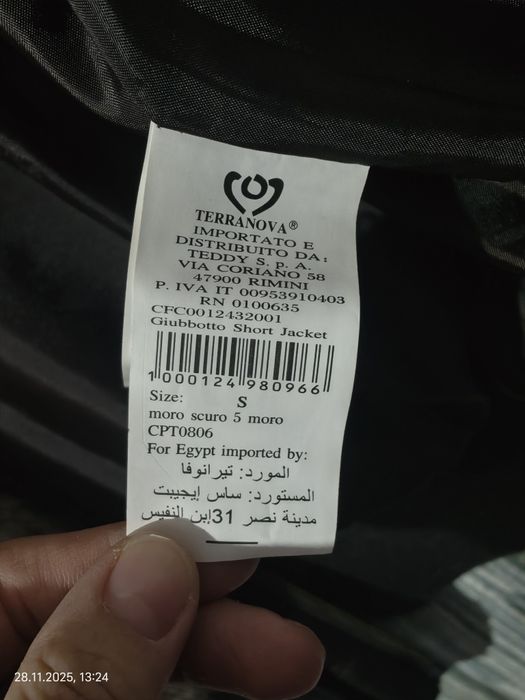 TERRANOVA®
IMPORTATO E
DISTRIBUITO DA:
TEDDY S. p. A.
VIA CORIANO 58
47900 RIMINI
P. IVA IT 00953910403
RN 0100635
CFC0012432001
Giubbotto Short Jacket
1000124980966
Size: S
moro scuro 5 moro
CPT0806
For Egypt imported by:
المورد: تيرانوفا
المستورد: ساس إيجيبت
مدينة نصر 31إبن النفيس
28.11.2025, 13:24